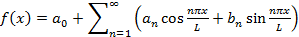 f(x) = a₀ + ∑ₙ₌₁^∞ (aₙ cos nπx/L + bₙ sin nπx/L)